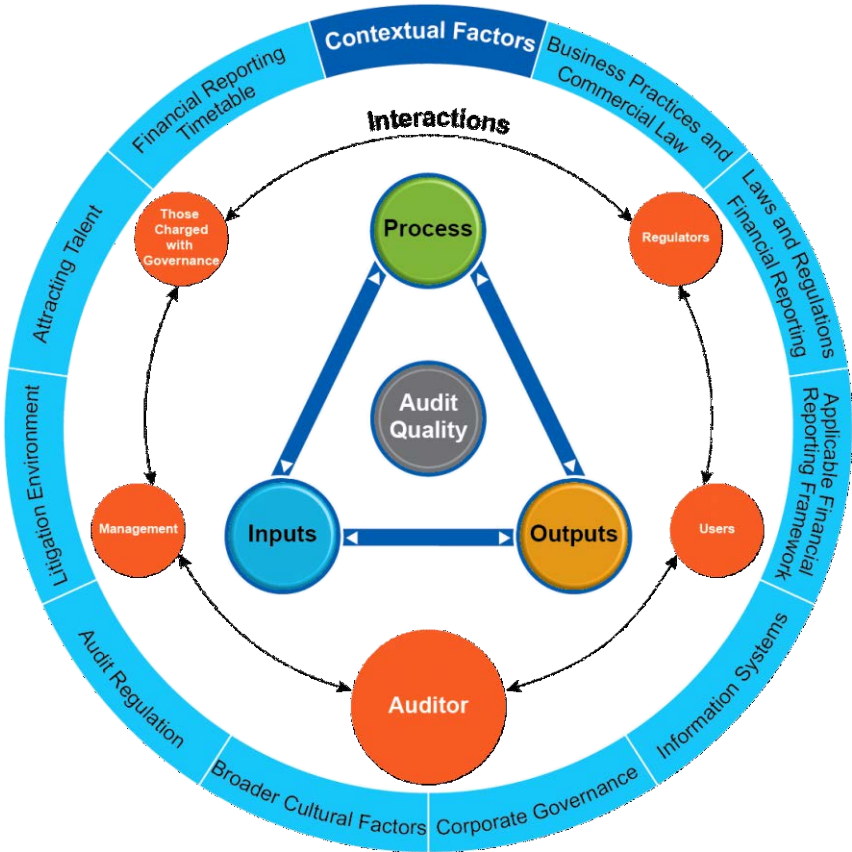 Contextual Factors
Business Practices and
Commercial Law
Laws and Regulations
Financial Reporting
Applicable Financial
Reporting Framework
Information Systems
Corporate Governance
Broader Cultural Factors
Audit Regulation
Litigation Environment
Attracting Talent
Financial Reporting
Timetable
Interactions
Those
Charged
with
Governance
Regulators
Management
Users
Auditor
Process
Audit
Quality
Inputs
Outputs